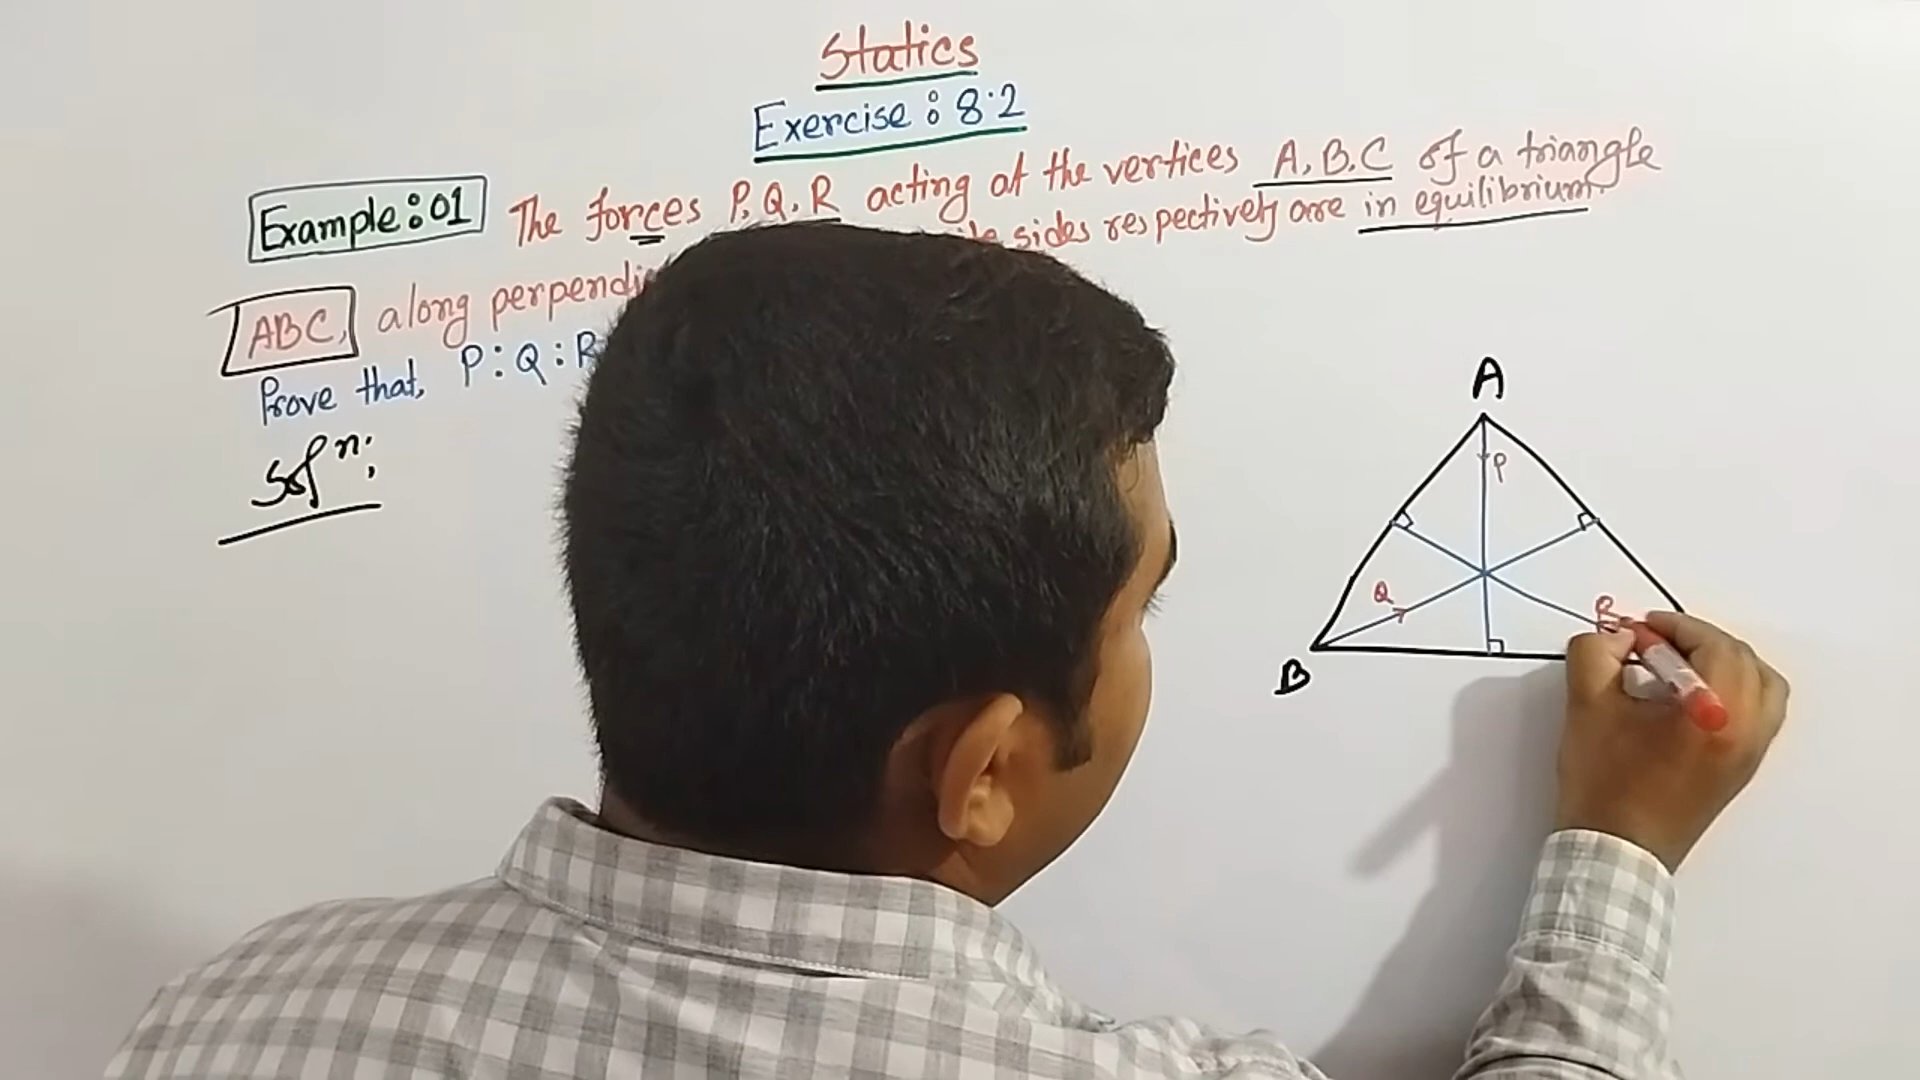 Statics
Exercise : 8.2
Example : 01 The forces P, Q, R acting at the vertices A, B, C of a triangle
ABC, along sides respectively are in equilibrium.
Prove that, P : Q : R
Solⁿ:
A
P
Q
R
B